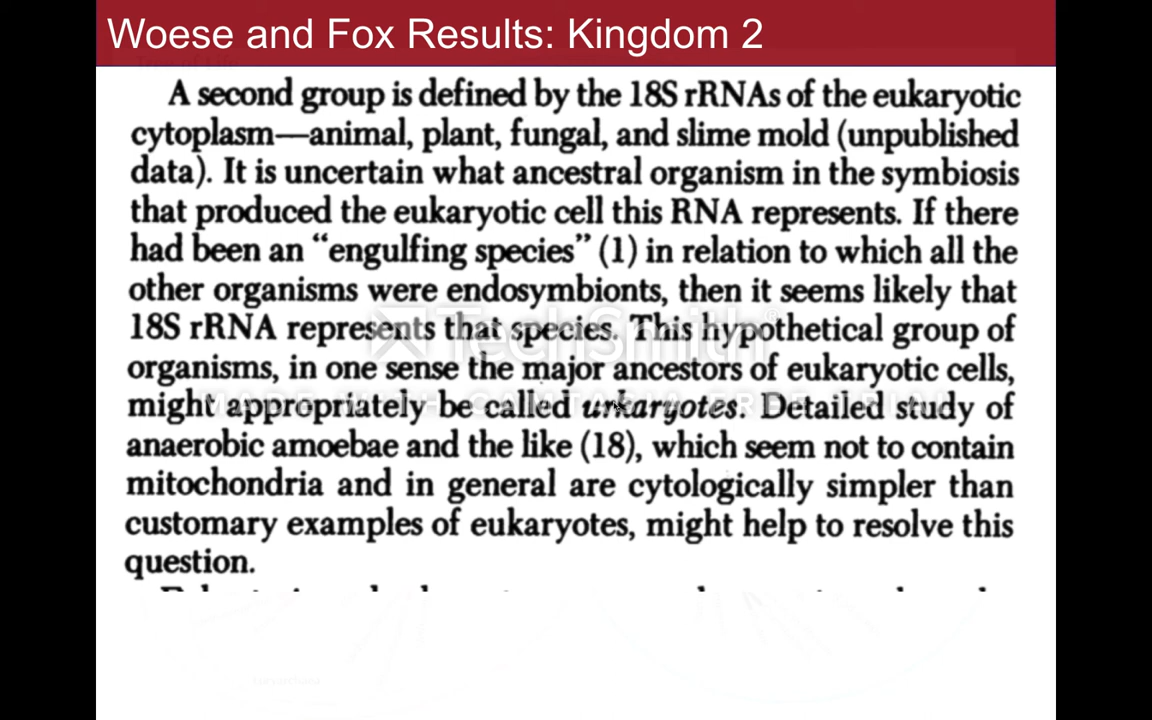 Woese and Fox Results: Kingdom 2
A second group is defined by the 18S rRNAs of the eukaryotic
cytoplasm—animal, plant, fungal, and slime mold (unpublished
data). It is uncertain what ancestral organism in the symbiosis
that produced the eukaryotic cell this RNA represents. If there
had been an “engulfing species” (1) in relation to which all the
other organisms were endosymbionts, then it seems likely that
18S rRNA represents that species. This hypothetical group of
TechSmith®
organisms, in one sense the major ancestors of eukaryotic cells,
might appropriately be called urkaryotes. Detailed study of
MADE WITH CAMTASIA FREE TRIAL
anaerobic amoebae and the like (18), which seem not to contain
mitochondria and in general are cytologically simpler than
customary examples of eukaryotes, might help to resolve this
question.